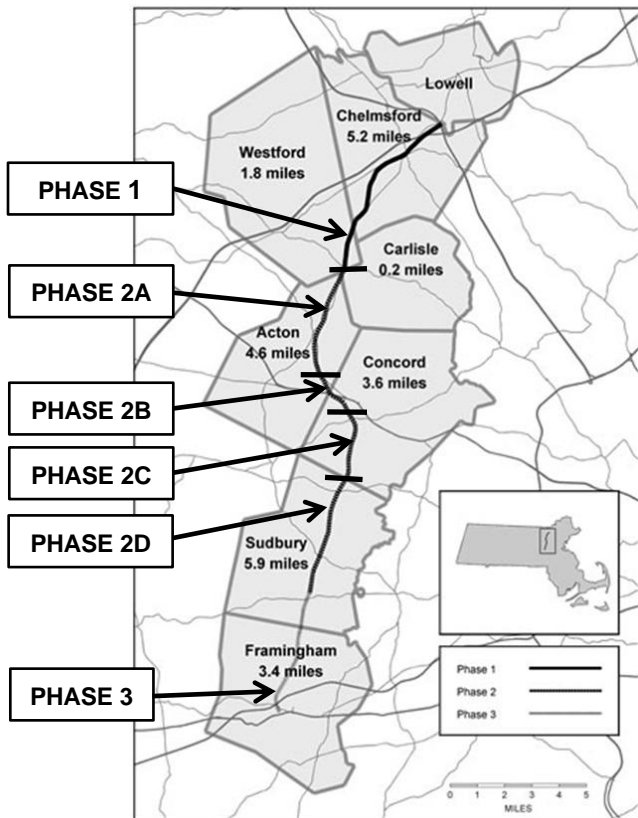 Lowell
Chelmsford
5.2 miles
Westford
1.8 miles
PHASE 1
Carlisle
0.2 miles
PHASE 2A
Acton
4.6 miles
Concord
3.6 miles
PHASE 2B
PHASE 2C
PHASE 2D
Sudbury
5.9 miles
Framingham
3.4 miles
PHASE 3
Phase 1
Phase 2
Phase 3
0 1 2 3 4 5
MILES